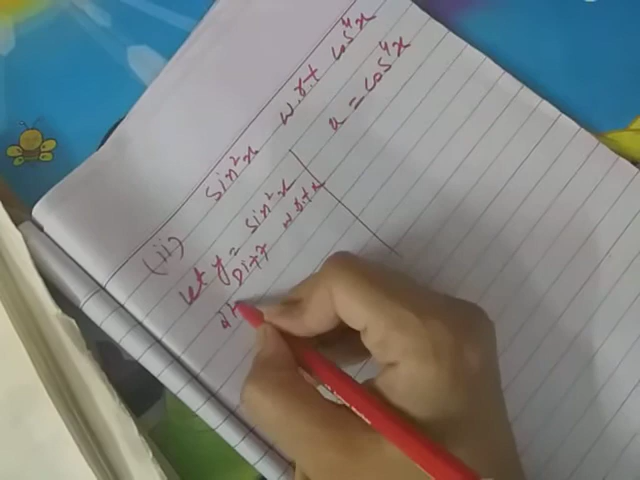 (ii) sin²x w.r.t cos⁴x
let y = sin²x
u = cos⁴x
Diff w.r.t x